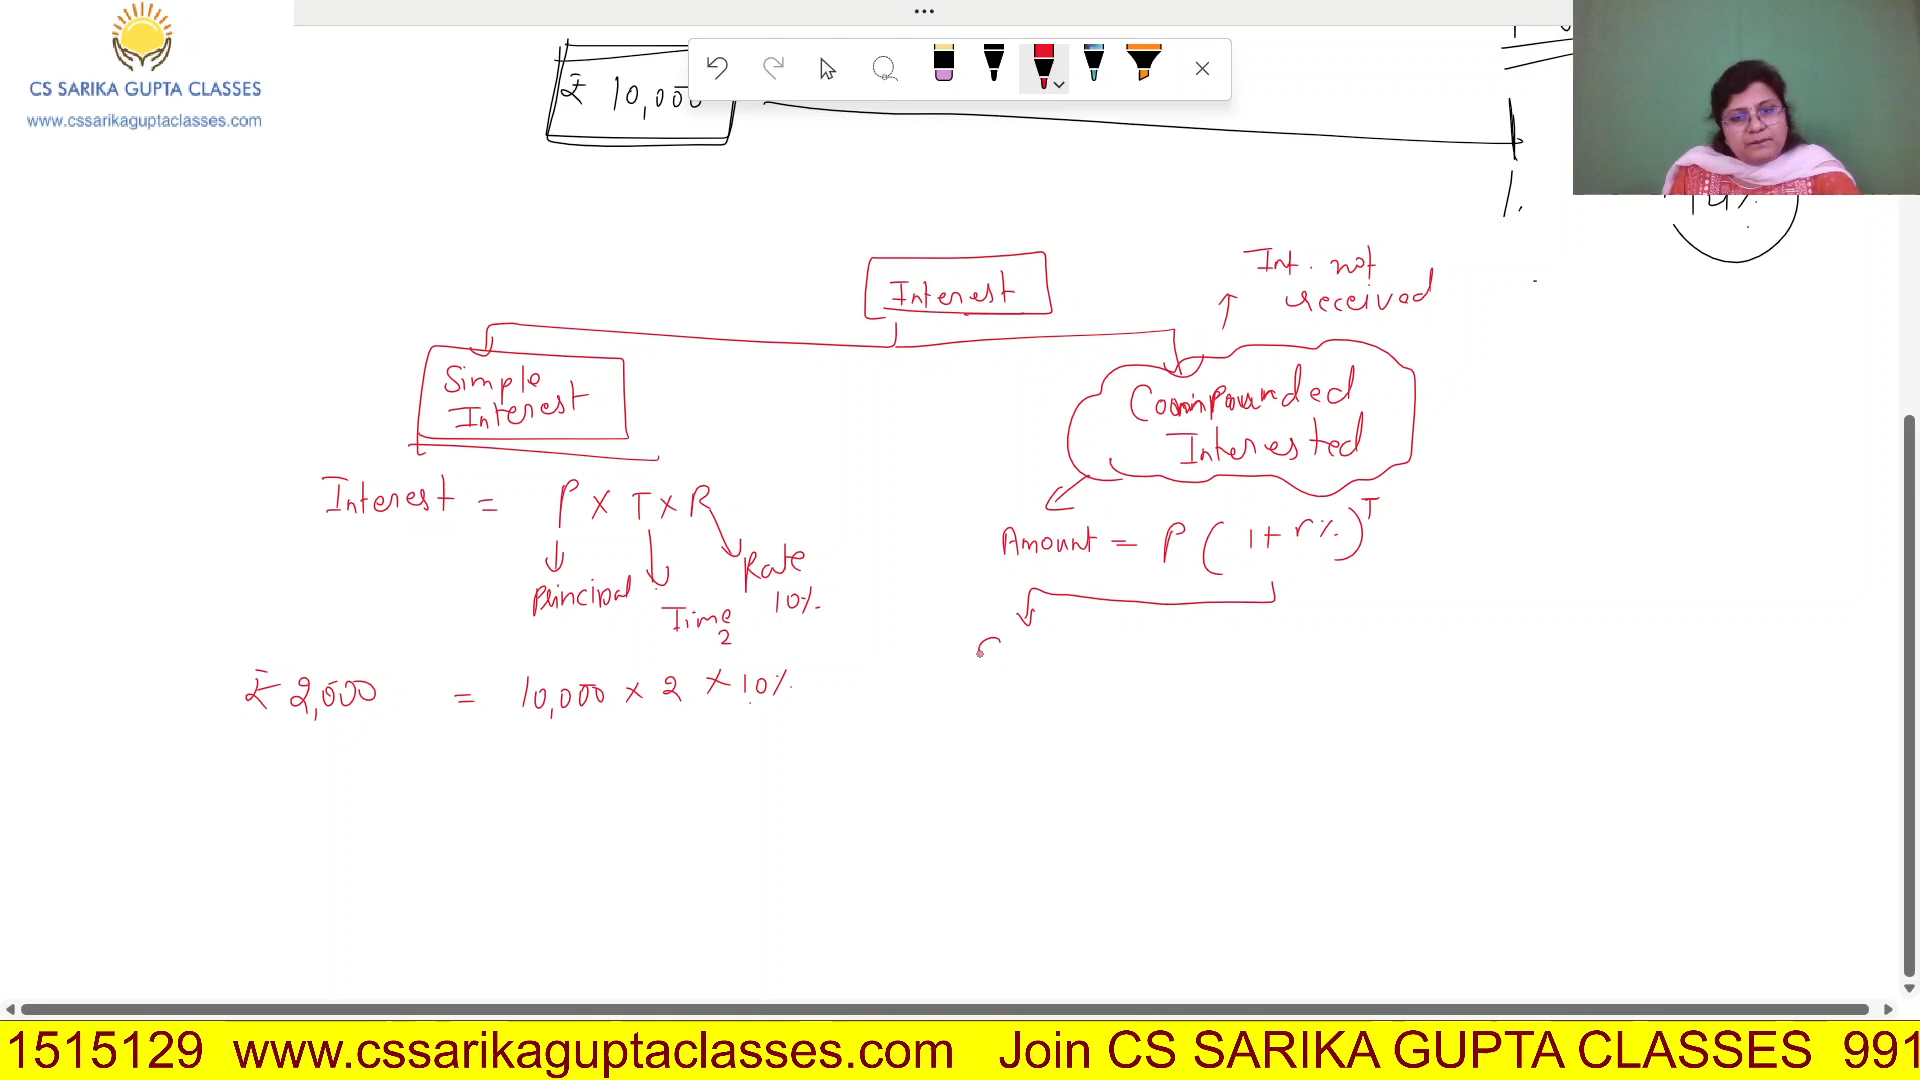 CS SARIKA GUPTA CLASSES
www.cssarikaguptaclasses.com
₹ 10,000
14%
Interest
Int. not
received
Simple
Interest
Compounded
Interested
Interest = P X T X R
Amount = P ( 1 + r% )^T
Principal
Time
2
Rate
10%
₹ 2,000 = 10,000 X 2 X 10%
1515129 www.cssarikaguptaclasses.com Join CS SARIKA GUPTA CLASSES 991